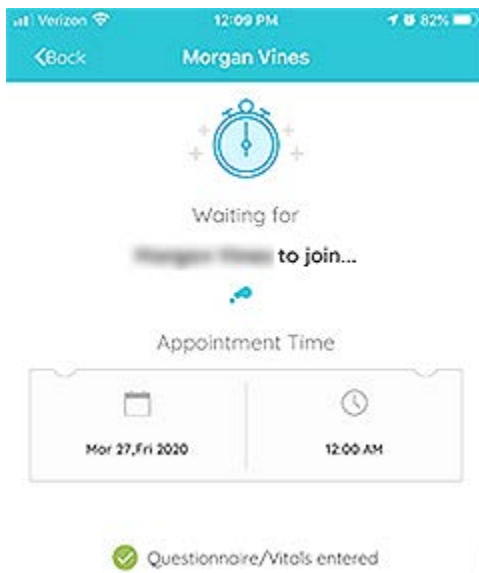 Verizon 12:09 PM 82%
Back Morgan Vines
Waiting for
to join...
Appointment Time
Mar 27,Fri 2020 12:00 AM
Questionnaire/Vitals entered